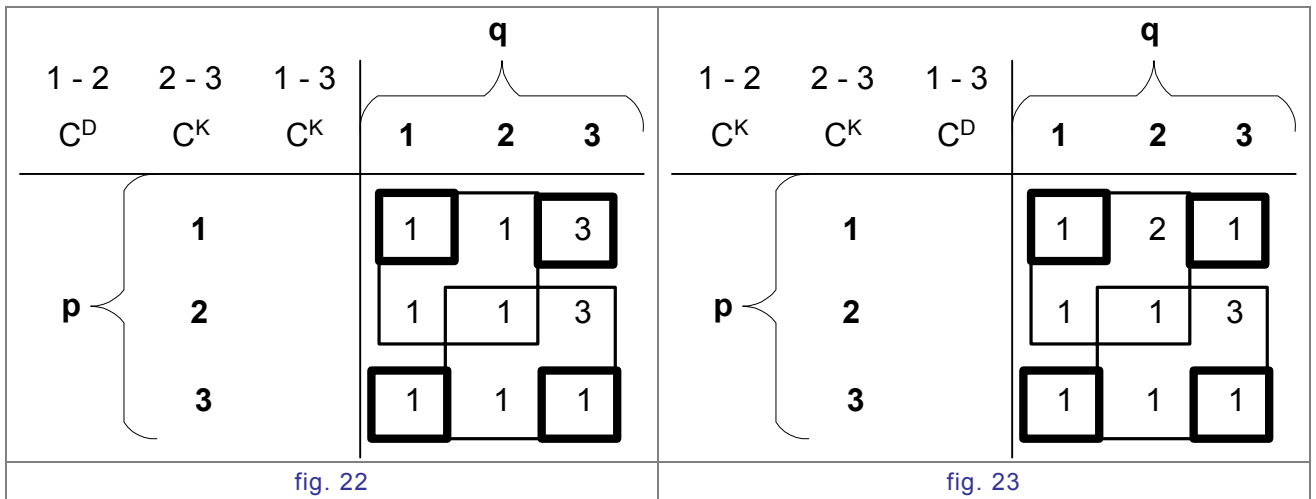 q
1 - 2 2 - 3 1 - 3
C^D C^K C^K 1 2 3
1 1 1 3
p 2 1 1 3
3 1 1 1
fig. 22
q
1 - 2 2 - 3 1 - 3
C^K C^K C^D 1 2 3
1 1 2 1
p 2 1 1 3
3 1 1 1
fig. 23